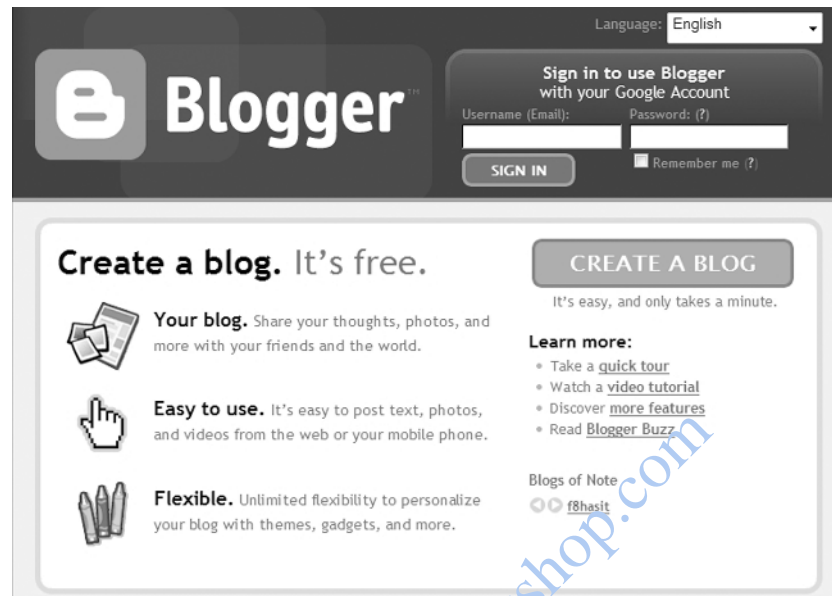 Language: English
Blogger™
Sign in to use Blogger
with your Google Account
Username (Email):
Password: (?)
SIGN IN
Remember me (?)
Create a blog. It's free.
Your blog. Share your thoughts, photos, and
more with your friends and the world.
Easy to use. It's easy to post text, photos,
and videos from the web or your mobile phone.
Flexible. Unlimited flexibility to personalize
your blog with themes, gadgets, and more.
CREATE A BLOG
It's easy, and only takes a minute.
Learn more:
Take a quick tour
Watch a video tutorial
Discover more features
Read Blogger Buzz
Blogs of Note
f8hasit
shop.com